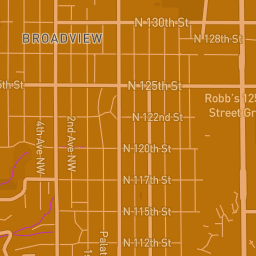 N 130th St
N 128th St
BROADVIEW
N 125th St
Robb's 125
Street Gr
N 122nd St
4th Ave NW
2nd Ave NW
N 120th St
N 117th St
N 115th St
Palat
N 112th St